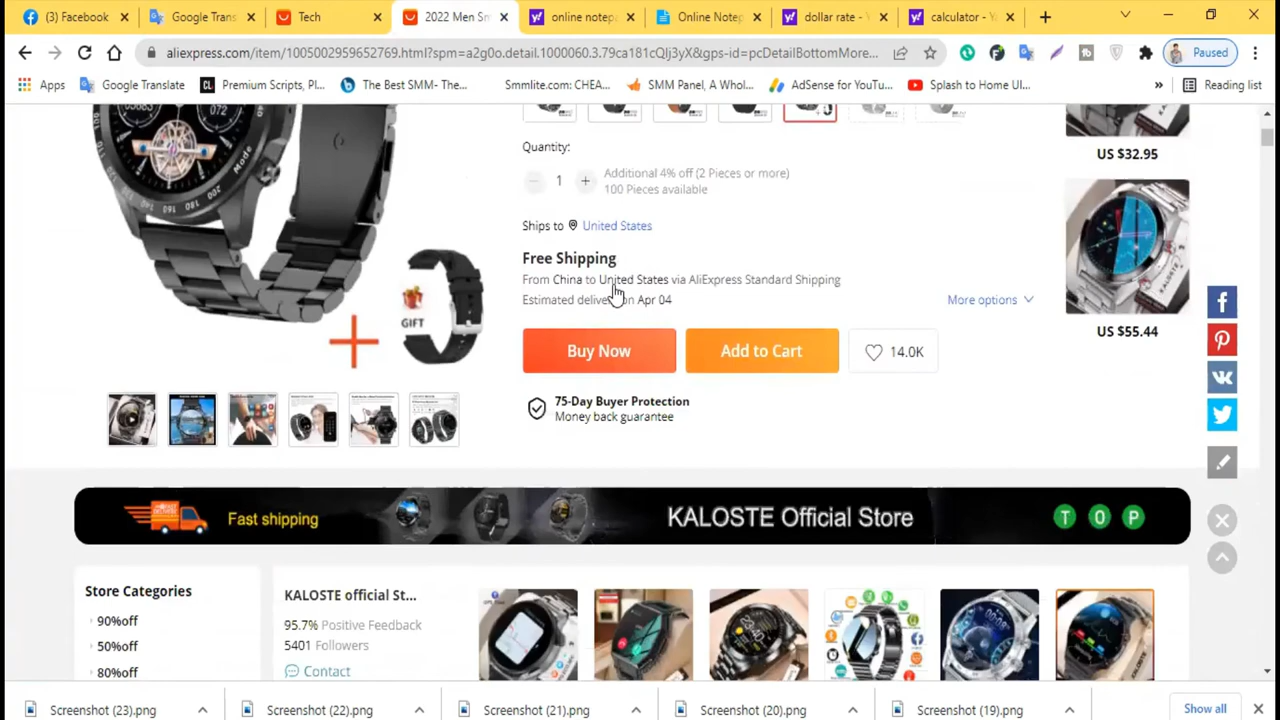 (3) Facebook
Google Trans
Tech
2022 Men Sm
online notep
Online Notep
dollar rate -
calculator -
aliexpress.com/item/1005002959652769.html?spm=a2g0o.detail.1000060.3.79ca181cQlj3yX&gps-id=pcDetailBottomMore...
Paused
Apps
Google Translate
Premium Scripts, Pl...
The Best SMM- The...
Smmlite.com: CHEA...
SMM Panel, A Whol...
AdSense for YouTu...
Splash to Home UI...
»
Reading list
Mode
US $32.95
Quantity:
1
Additional 4% off (2 Pieces or more)
100 Pieces available
KALOSTE
Ships to United States
Free Shipping
From China to United States via AliExpress Standard Shipping
Estimated delivery on Apr 04
More options
GIFT
US $55.44
Buy Now
Add to Cart
14.0K
75-Day Buyer Protection
Money back guarantee
Fast shipping
KALOSTE Official Store
T O P
Store Categories
90%off
50%off
80%off
KALOSTE official St...
95.7% Positive Feedback
5401 Followers
Contact
Screenshot (23).png
Screenshot (22).png
Screenshot (21).png
Screenshot (20).png
Screenshot (19).png
Show all